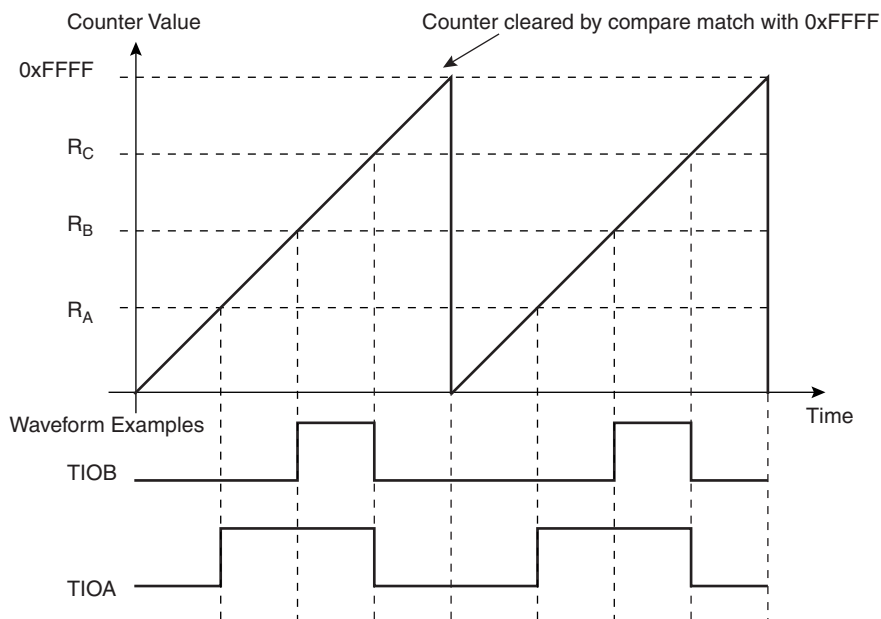 Counter Value
Counter cleared by compare match with 0xFFFF
0xFFFF
RC
RB
RA
Time
Waveform Examples
TIOB
TIOA